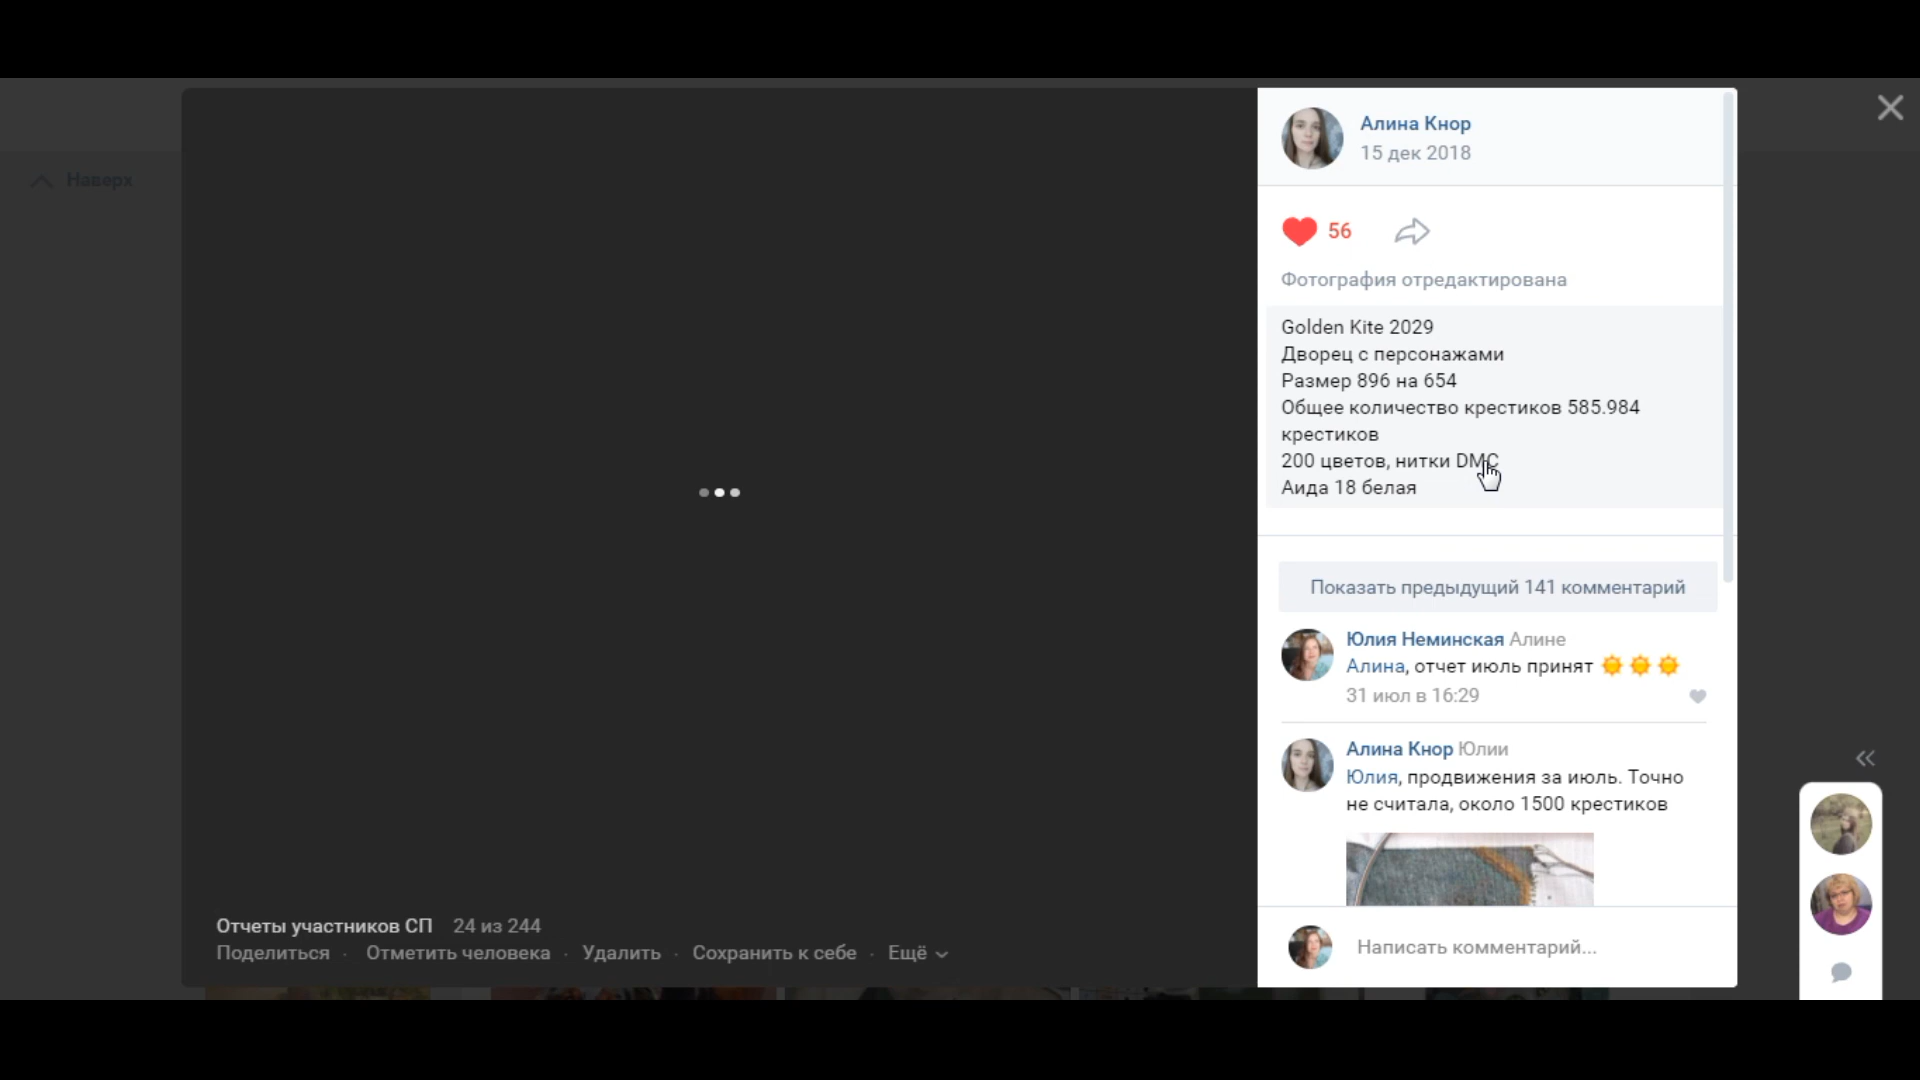 Наверх
Алина Кнор
15 дек 2018
56
Фотография отредактирована
Golden Kite 2029
Дворец с персонажами
Размер 896 на 654
Общее количество крестиков 585.984
крестиков
200 цветов, нитки DMC
Аида 18 белая
Показать предыдущий 141 комментарий
Юлия Неминская Алине
Алина, отчет июль принят
31 июл в 16:29
Алина Кнор Юлии
Юлия, продвижения за июль. Точно
не считала, около 1500 крестиков
Написать комментарий...
Отчеты участников СП 24 из 244
Поделиться · Отметить человека · Удалить · Сохранить к себе · Ещё